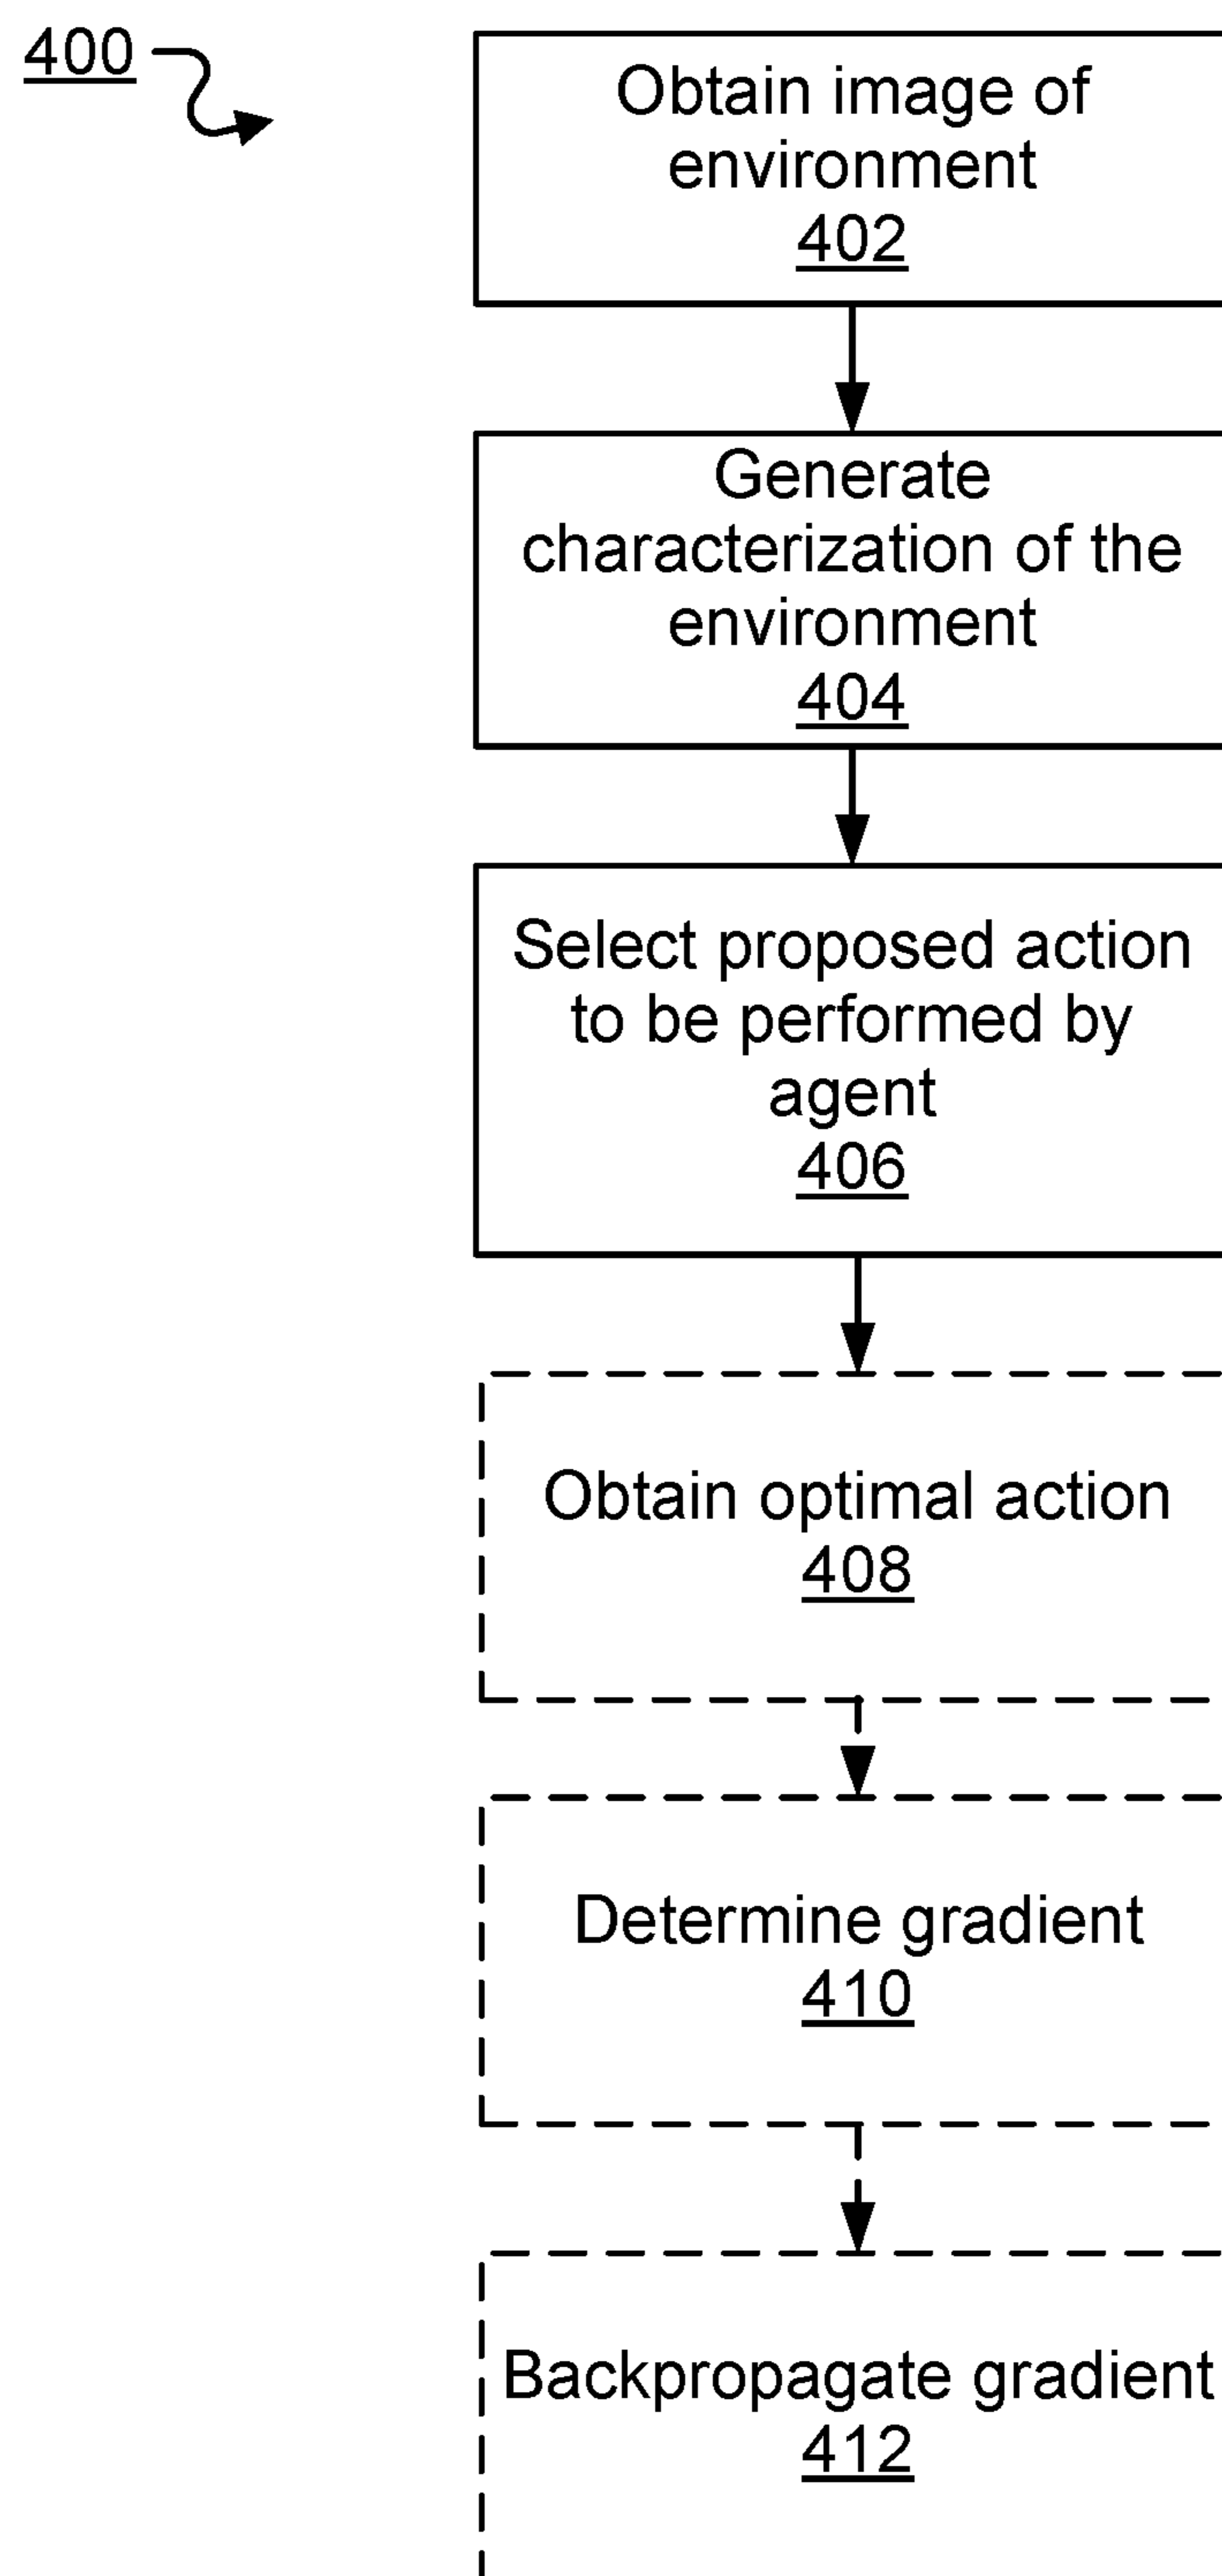 400
Obtain image of
environment
402
Generate
characterization of the
environment
404
Select proposed action
to be performed by
agent
406
Obtain optimal action
408
Determine gradient
410
Backpropagate gradient
412